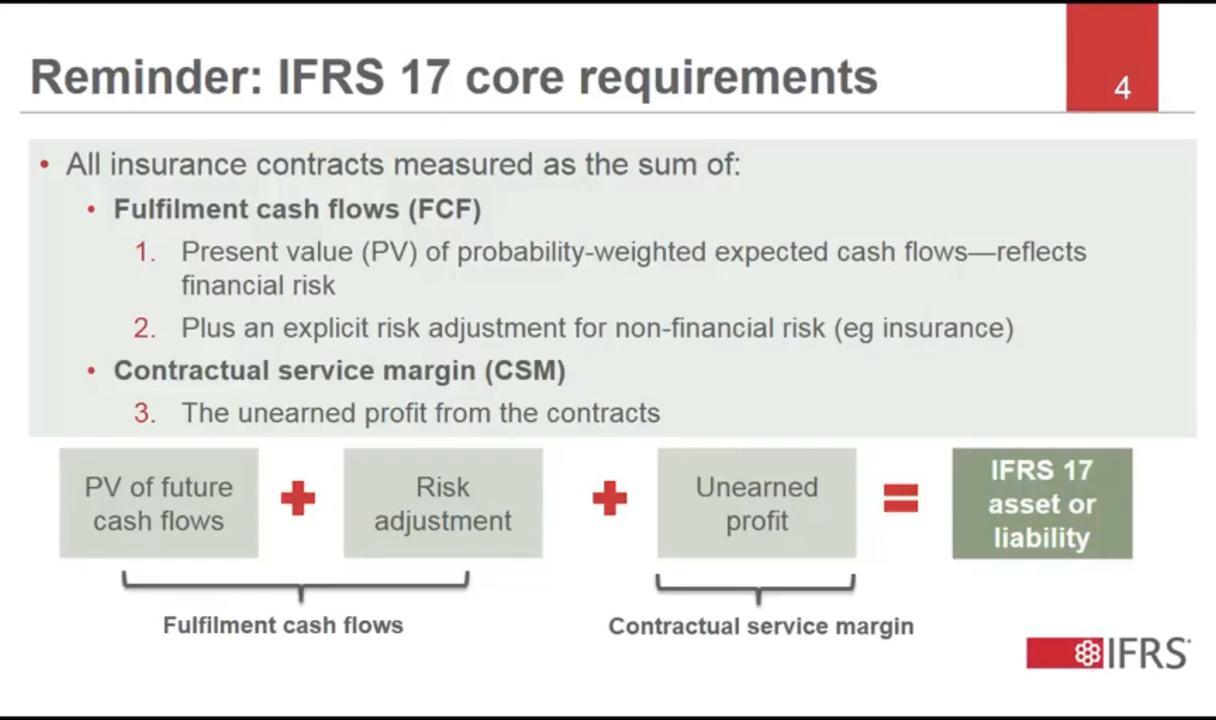 Reminder: IFRS 17 core requirements
4
• All insurance contracts measured as the sum of:
• Fulfilment cash flows (FCF)
1. Present value (PV) of probability-weighted expected cash flows—reflects
financial risk
2. Plus an explicit risk adjustment for non-financial risk (eg insurance)
• Contractual service margin (CSM)
3. The unearned profit from the contracts
PV of future
cash flows
+
Risk
adjustment
+
Unearned
profit
=
IFRS 17
asset or
liability
Fulfilment cash flows
Contractual service margin
IFRS